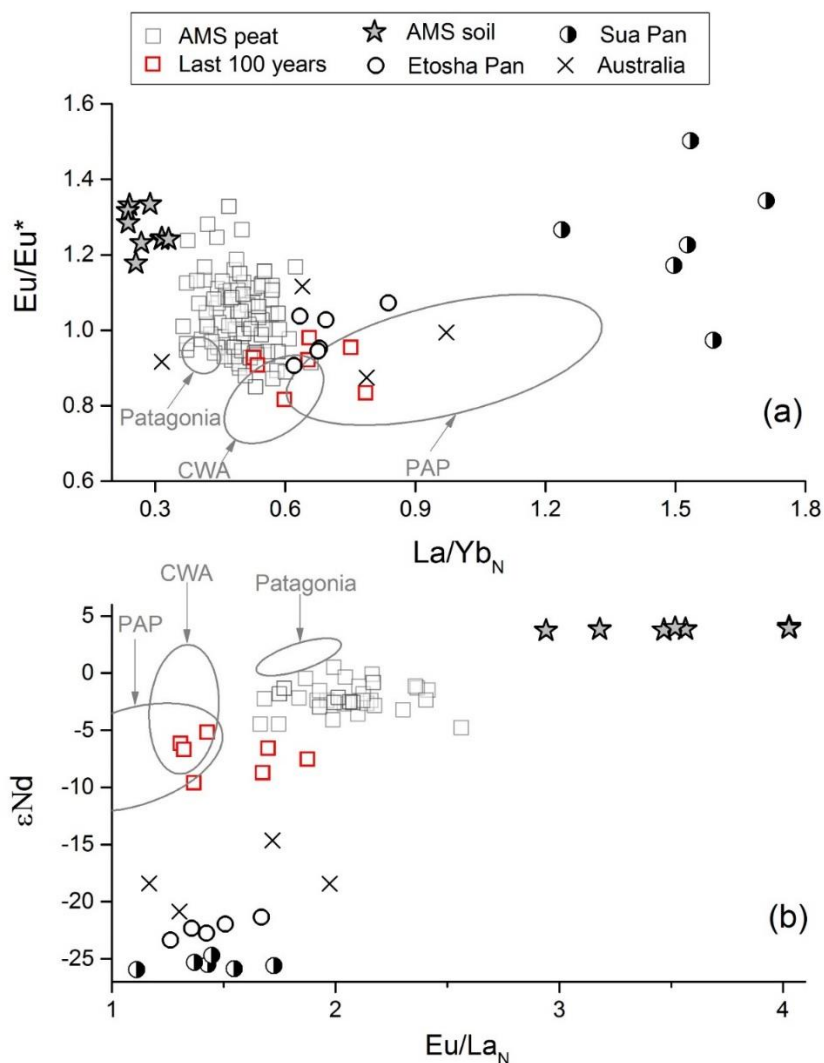 AMS peat AMS soil Sua Pan
Last 100 years Etosha Pan Australia
1.6
1.4
1.2
1.0
0.8
0.6
Eu/Eu*
Patagonia
CWA
PAP
(a)
0.3 0.6 0.9 1.2 1.5 1.8
La/Yb_N
CWA
Patagonia
PAP
5
0
-5
-10
-15
-20
-25
εNd
(b)
1 2 3 4
Eu/La_N